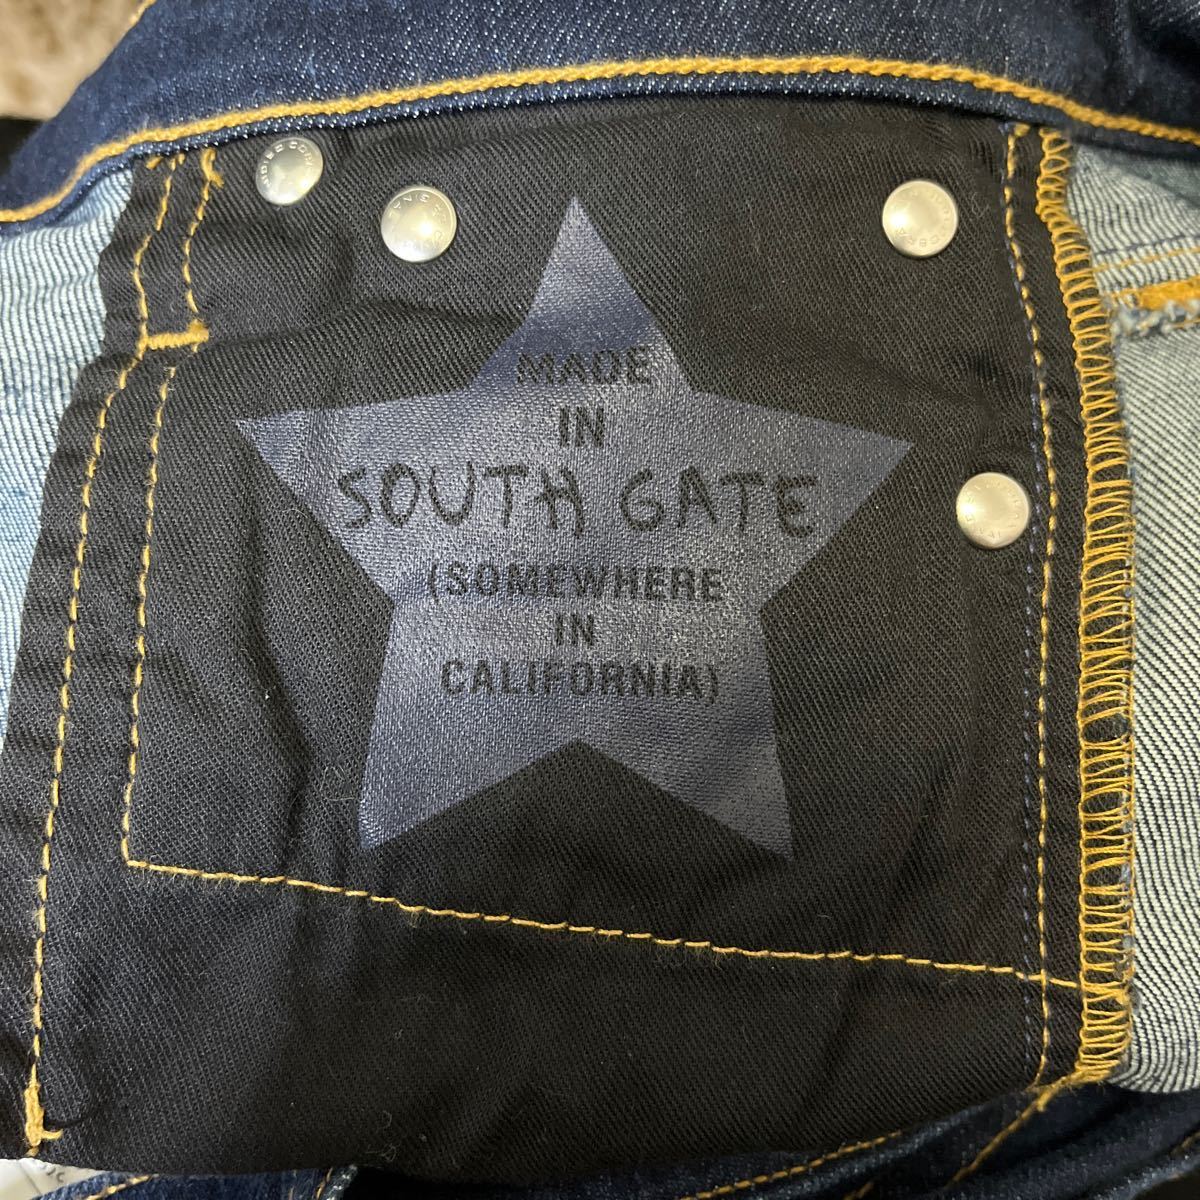 MADE
IN
SOUTH GATE
(SOMEWHERE
IN
CALIFORNIA)